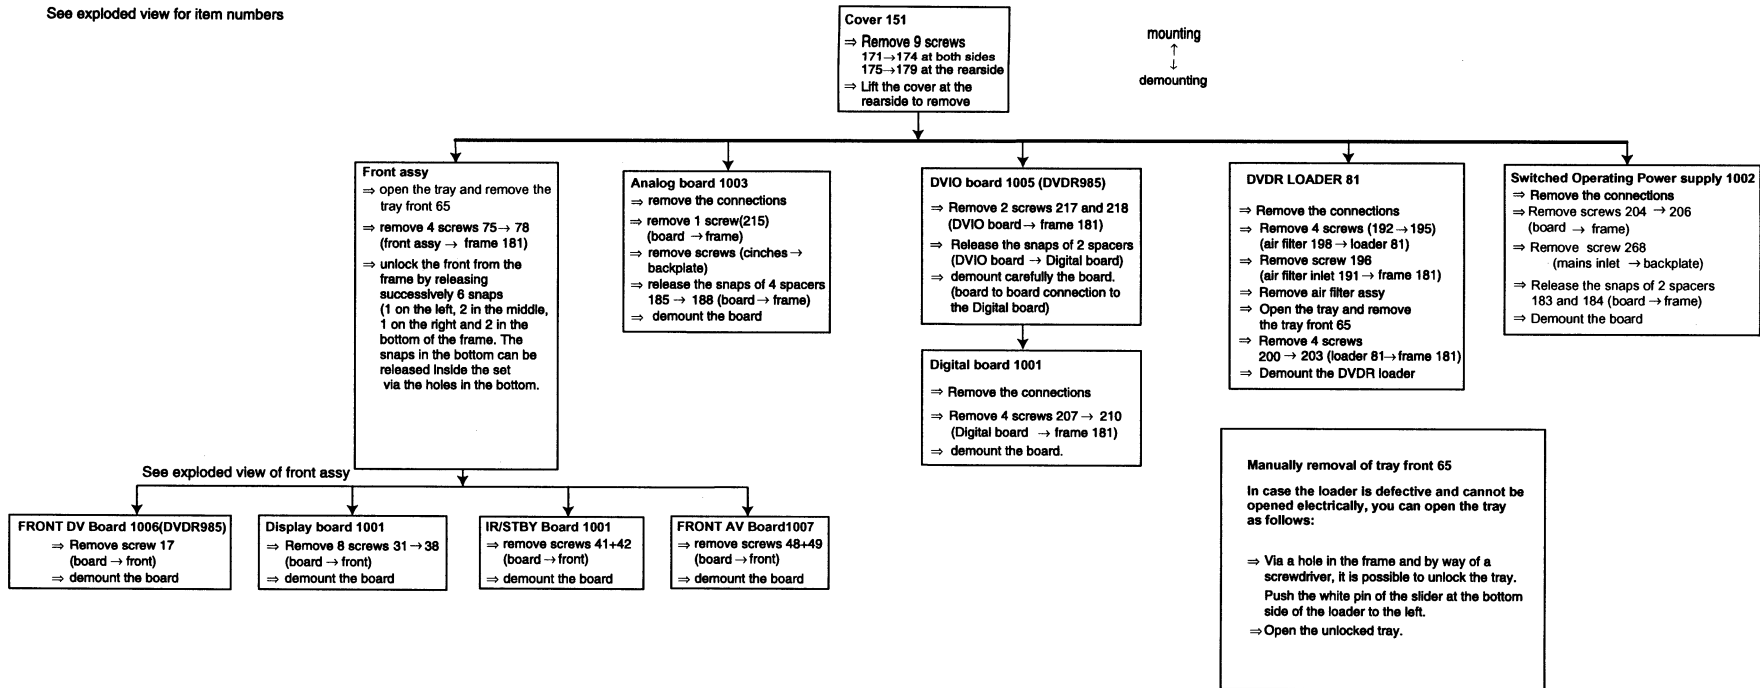 See exploded view for item numbers
Cover 151
⇒ Remove 9 screws
171→174 at both sides
175→179 at the rearside
⇒ Lift the cover at the
rearside to remove
mounting
↑
↓
demounting
Front assy
⇒ open the tray and remove the
tray front 65
⇒ remove 4 screws 75→ 78
(front assy → frame 181)
⇒ unlock the front from the
frame by releasing
successively 6 snaps
(1 on the left, 2 in the middle,
1 on the right and 2 in the
bottom of the frame. The
snaps in the bottom can be
released inside the set
via the holes in the bottom.
Analog board 1003
⇒ remove the connections
⇒ remove 1 screw(215)
(board → frame)
⇒ remove screws (cinches →
backplate)
⇒ release the snaps of 4 spacers
185 → 188 (board → frame)
⇒ demount the board
DVIO board 1005 (DVDR985)
⇒ Remove 2 screws 217 and 218
(DVIO board → frame 181)
⇒ Release the snaps of 2 spacers
(DVIO board → Digital board)
⇒ demount carefully the board.
(board to board connection to
the Digital board)
Digital board 1001
⇒ Remove the connections
⇒ Remove 4 screws 207 → 210
(Digital board → frame 181)
⇒ demount the board.
DVDR LOADER 81
⇒ Remove the connections
⇒ Remove 4 screws (192 → 195)
(air filter 198 → loader 81)
⇒ Remove screw 196
(air filter inlet 191 → frame 181)
⇒ Remove air filter assy
⇒ Open the tray and remove
the tray front 65
⇒ Remove 4 screws
200 → 203 (loader 81→frame 181)
⇒ Demount the DVDR loader
Switched Operating Power supply 1002
⇒ Remove the connections
⇒ Remove screws 204 → 206
(board → frame)
⇒ Remove screw 268
(mains inlet → backplate)
⇒ Release the snaps of 2 spacers
183 and 184 (board → frame)
⇒ Demount the board
See exploded view of front assy
FRONT DV Board 1006(DVDR985)
⇒ Remove screw 17
(board → front)
⇒ demount the board
Display board 1001
⇒ Remove 8 screws 31 → 38
(board → front)
⇒ demount the board
IR/STBY Board 1001
⇒ remove screws 41+42
(board → front)
⇒ demount the board
FRONT AV Board1007
⇒ remove screws 48+49
(board → front)
⇒ demount the board
Manually removal of tray front 65
In case the loader is defective and cannot be
opened electrically, you can open the tray
as follows:
⇒ Via a hole in the frame and by way of a
screwdriver, it is possible to unlock the tray.
Push the white pin of the slider at the bottom
side of the loader to the left.
⇒ Open the unlocked tray.